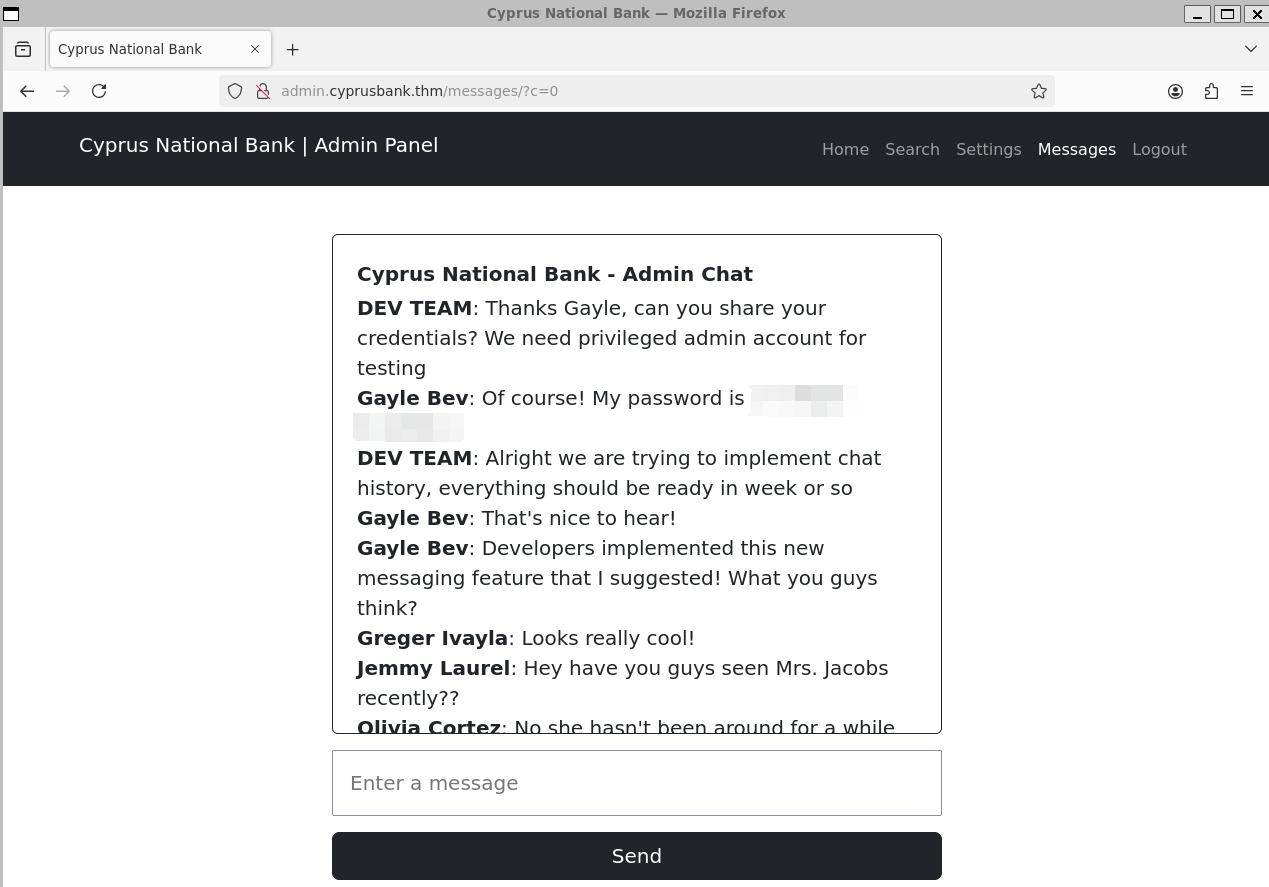 Cyprus National Bank — Mozilla Firefox
Cyprus National Bank
admin.cyprusbank.thm/messages/?c=0
Cyprus National Bank | Admin Panel
Home Search Settings Messages Logout
Cyprus National Bank - Admin Chat
DEV TEAM: Thanks Gayle, can you share your
credentials? We need privileged admin account for
testing
Gayle Bev: Of course! My password is
DEV TEAM: Alright we are trying to implement chat
history, everything should be ready in week or so
Gayle Bev: That's nice to hear!
Gayle Bev: Developers implemented this new
messaging feature that I suggested! What you guys
think?
Greger Ivayla: Looks really cool!
Jemmy Laurel: Hey have you guys seen Mrs. Jacobs
recently??
Olivia Cortez: No she hasn't been around for a while
Enter a message
Send